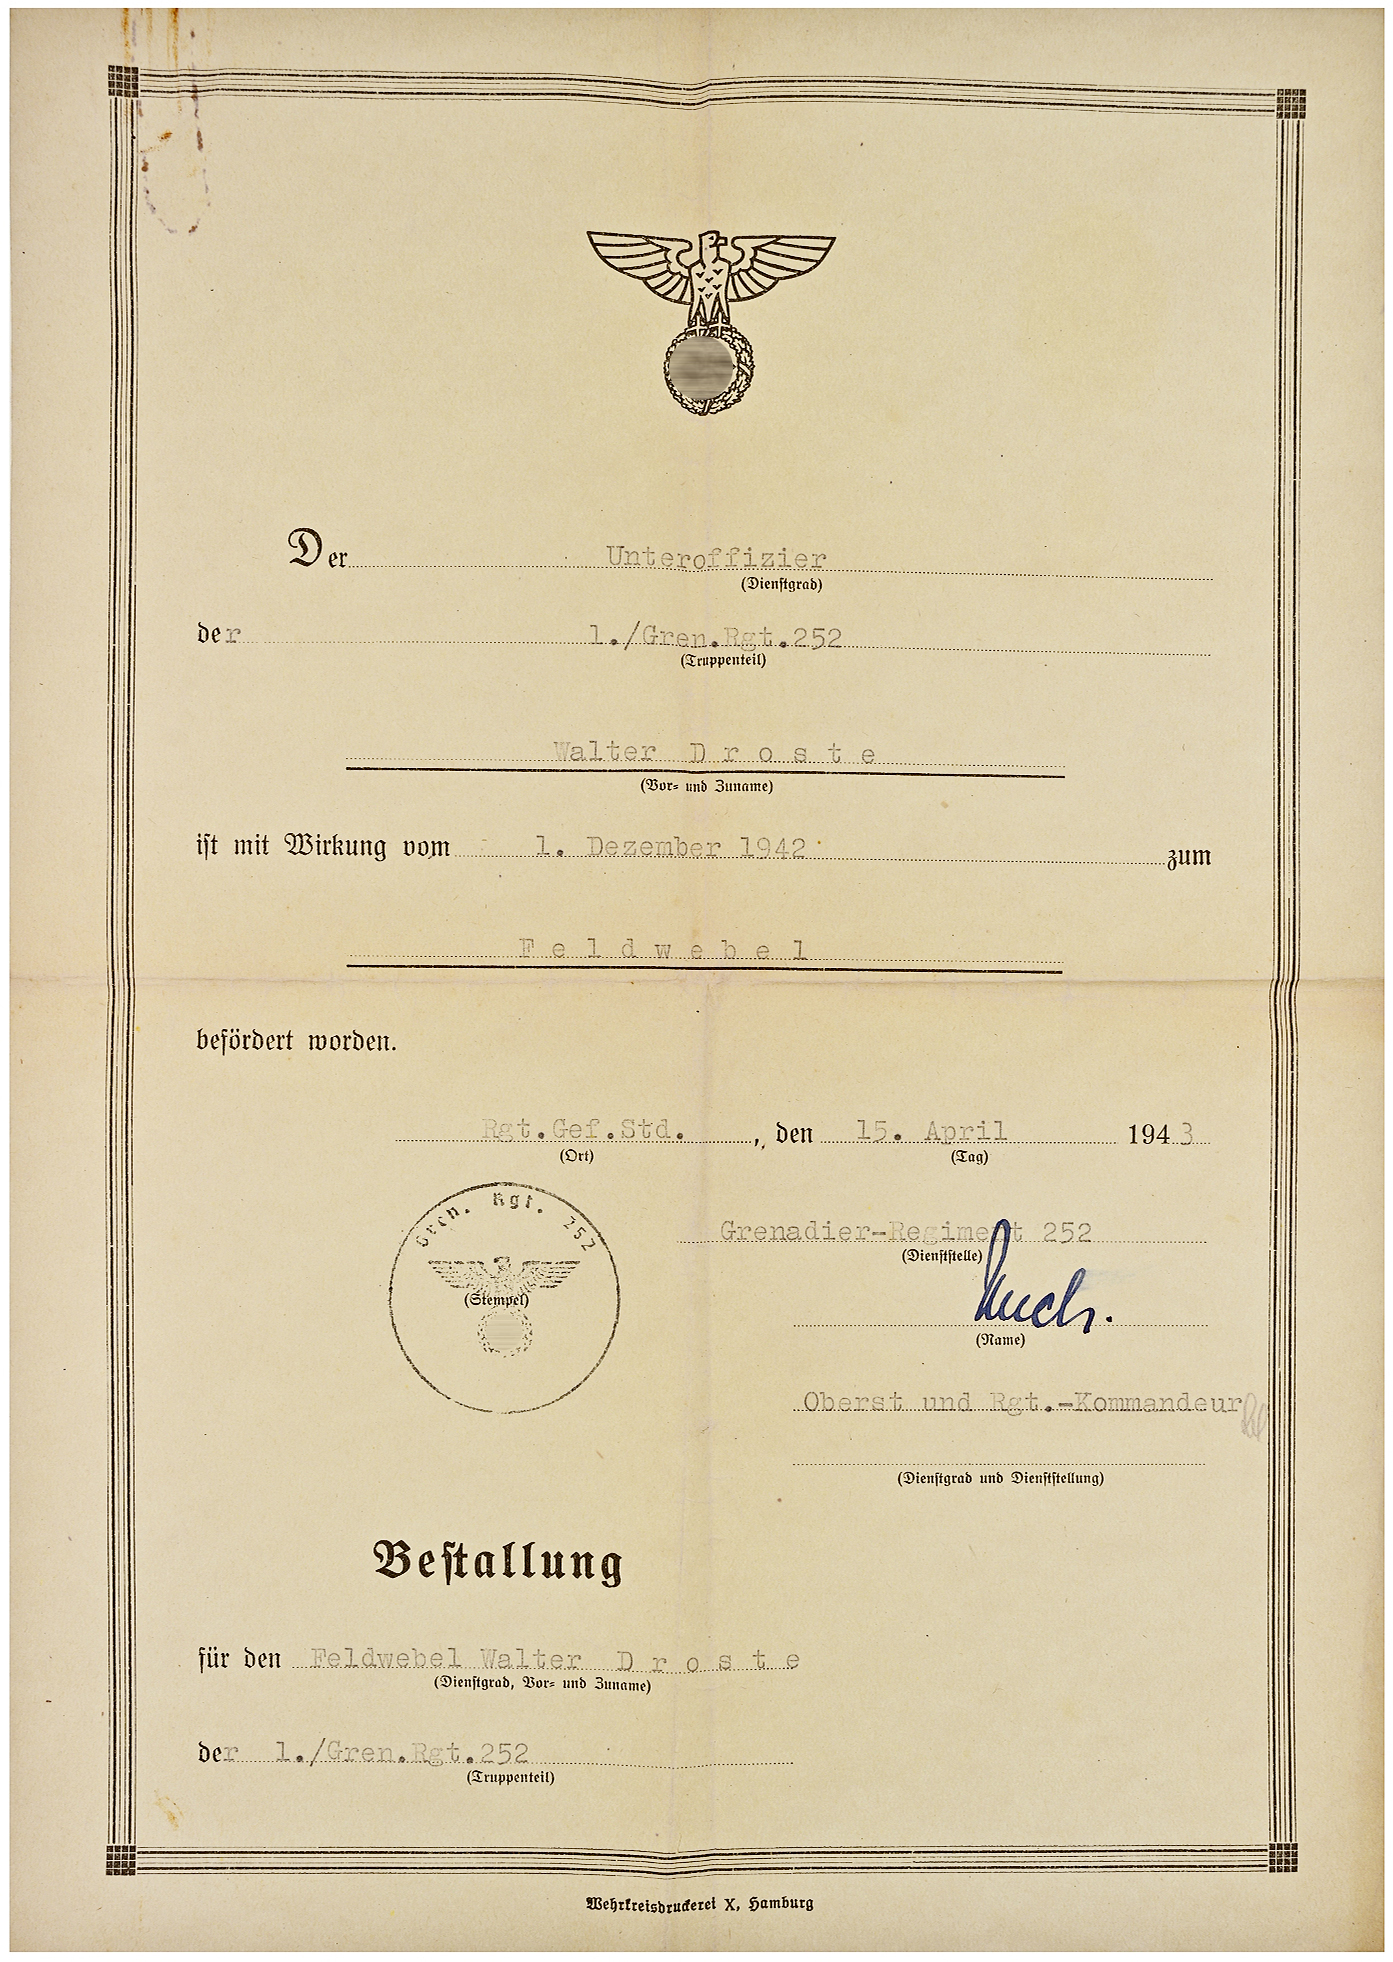 Der Unteroffizier
(Dienstgrad)
der 1./Gren.Rgt.252
(Truppenteil)
Walter Droste
(Vor- und Zuname)
ist mit Wirkung vom 1. Dezember 1942 zum
Feldwebel
befördert worden.
Rgt.Gef.Std., den 15. April 1943
(Ort) (Tag)
Gren. Rgt. 252
(Stempel)
Grenadier-Regiment 252
(Dienststelle)
(Name)
Oberst und Rgt.-Kommandeur
(Dienstgrad und Dienststellung)
Bestallung
für den Feldwebel Walter Droste
(Dienstgrad, Vor- und Zuname)
der 1./Gren.Rgt.252
(Truppenteil)
Wehrkreisdruckerei X, Hamburg